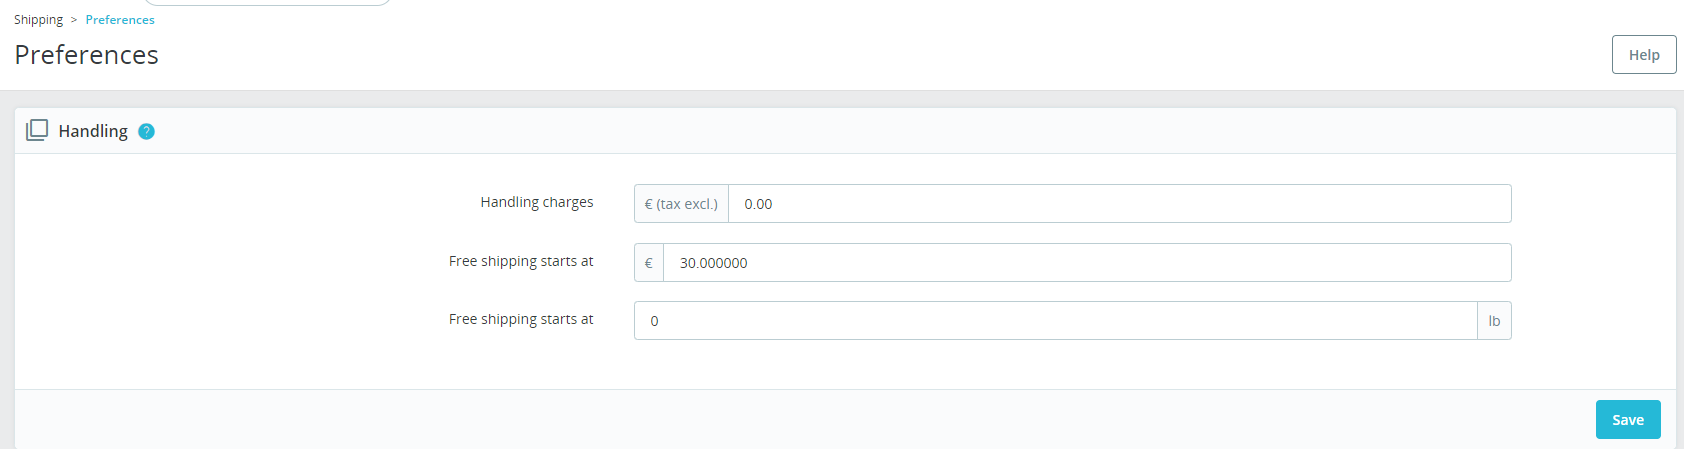 Shipping > Preferences
Preferences
Help
Handling ?
Handling charges € (tax excl.) 0.00
Free shipping starts at € 30.000000
Free shipping starts at 0 lb
Save